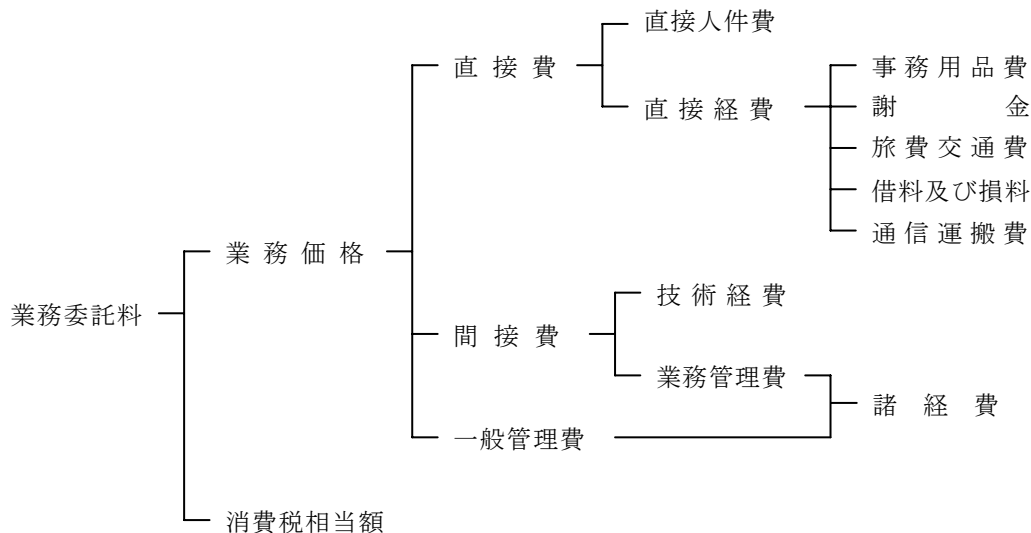 直接人件費
直接費
事務用品費
直接経費
謝金
旅費交通費
借料及び損料
通信運搬費
業務価格
技術経費
業務委託料
間接費
業務管理費
諸経費
一般管理費
消費税相当額